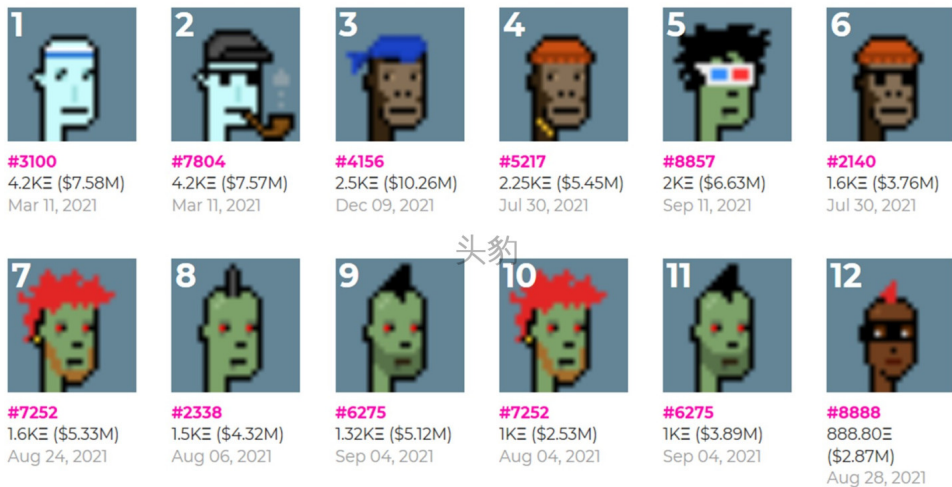 1
2
3
4
5
6
#3100
#7804
#4156
#5217
#8857
#2140
4.2KΞ ($7.58M)
4.2KΞ ($7.57M)
2.5KΞ ($10.26M)
2.25KΞ ($5.45M)
2KΞ ($6.63M)
1.6KΞ ($3.76M)
Mar 11, 2021
Mar 11, 2021
Dec 09, 2021
Jul 30, 2021
Sep 11, 2021
Jul 30, 2021
头豹
7
8
9
10
11
12
#7252
#2338
#6275
#7252
#6275
#8888
1.6KΞ ($5.33M)
1.5KΞ ($4.32M)
1.32KΞ ($5.12M)
1KΞ ($2.53M)
1KΞ ($3.89M)
888.80Ξ
($2.87M)
Aug 24, 2021
Aug 06, 2021
Sep 04, 2021
Aug 04, 2021
Sep 04, 2021
Aug 28, 2021